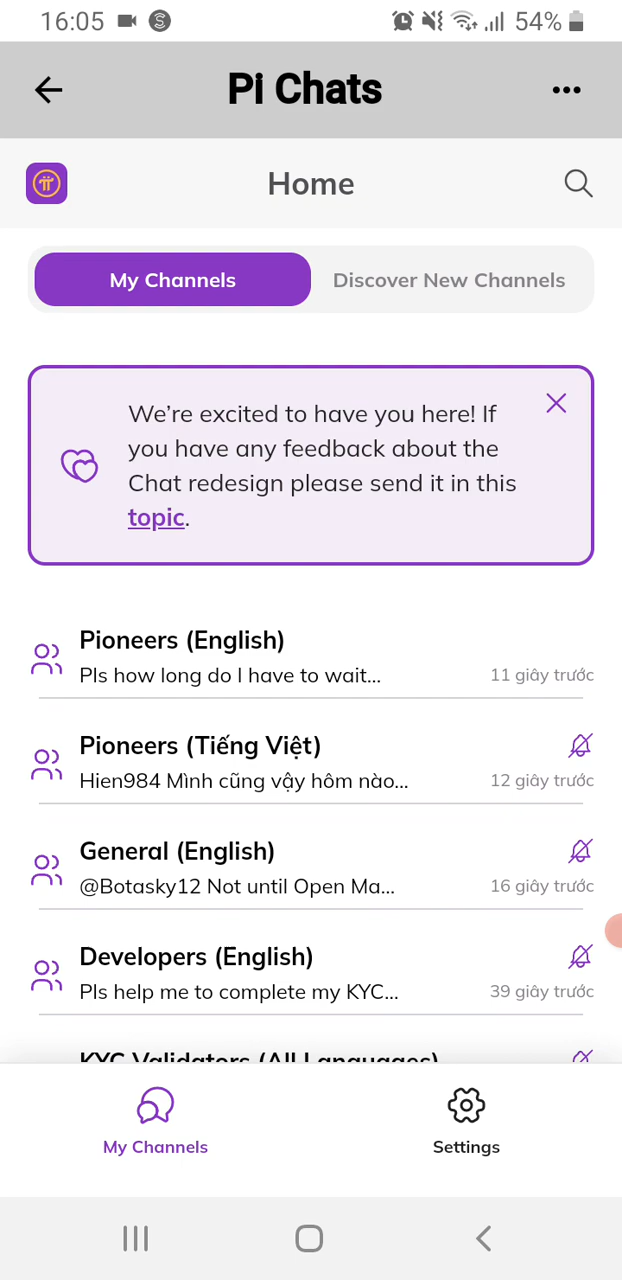 16:05
54%
Pi Chats
Home
My Channels
Discover New Channels
We're excited to have you here! If
you have any feedback about the
Chat redesign please send it in this
topic.
Pioneers (English)
Pls how long do I have to wait...
11 giây trước
Pioneers (Tiếng Việt)
Hien984 Mình cũng vậy hôm nào...
12 giây trước
General (English)
@Botasky12 Not until Open Ma...
16 giây trước
Developers (English)
Pls help me to complete my KYC...
39 giây trước
KYC Validators (All Languages)
My Channels
Settings